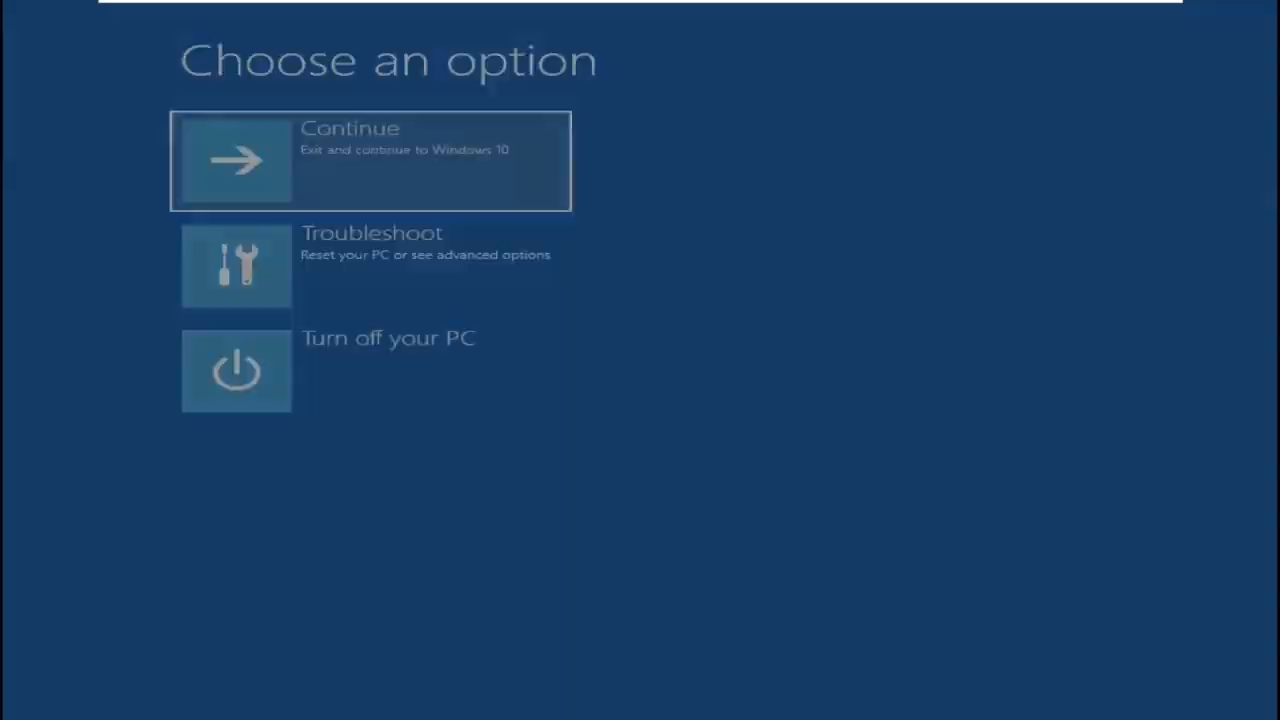 Choose an option
Continue
Exit and continue to Windows 10
Troubleshoot
Reset your PC or see advanced options
Turn off your PC